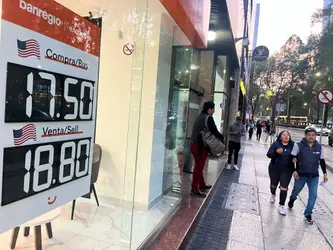 banregio
Compra/Buy
17.50
Venta/Sell
18.80